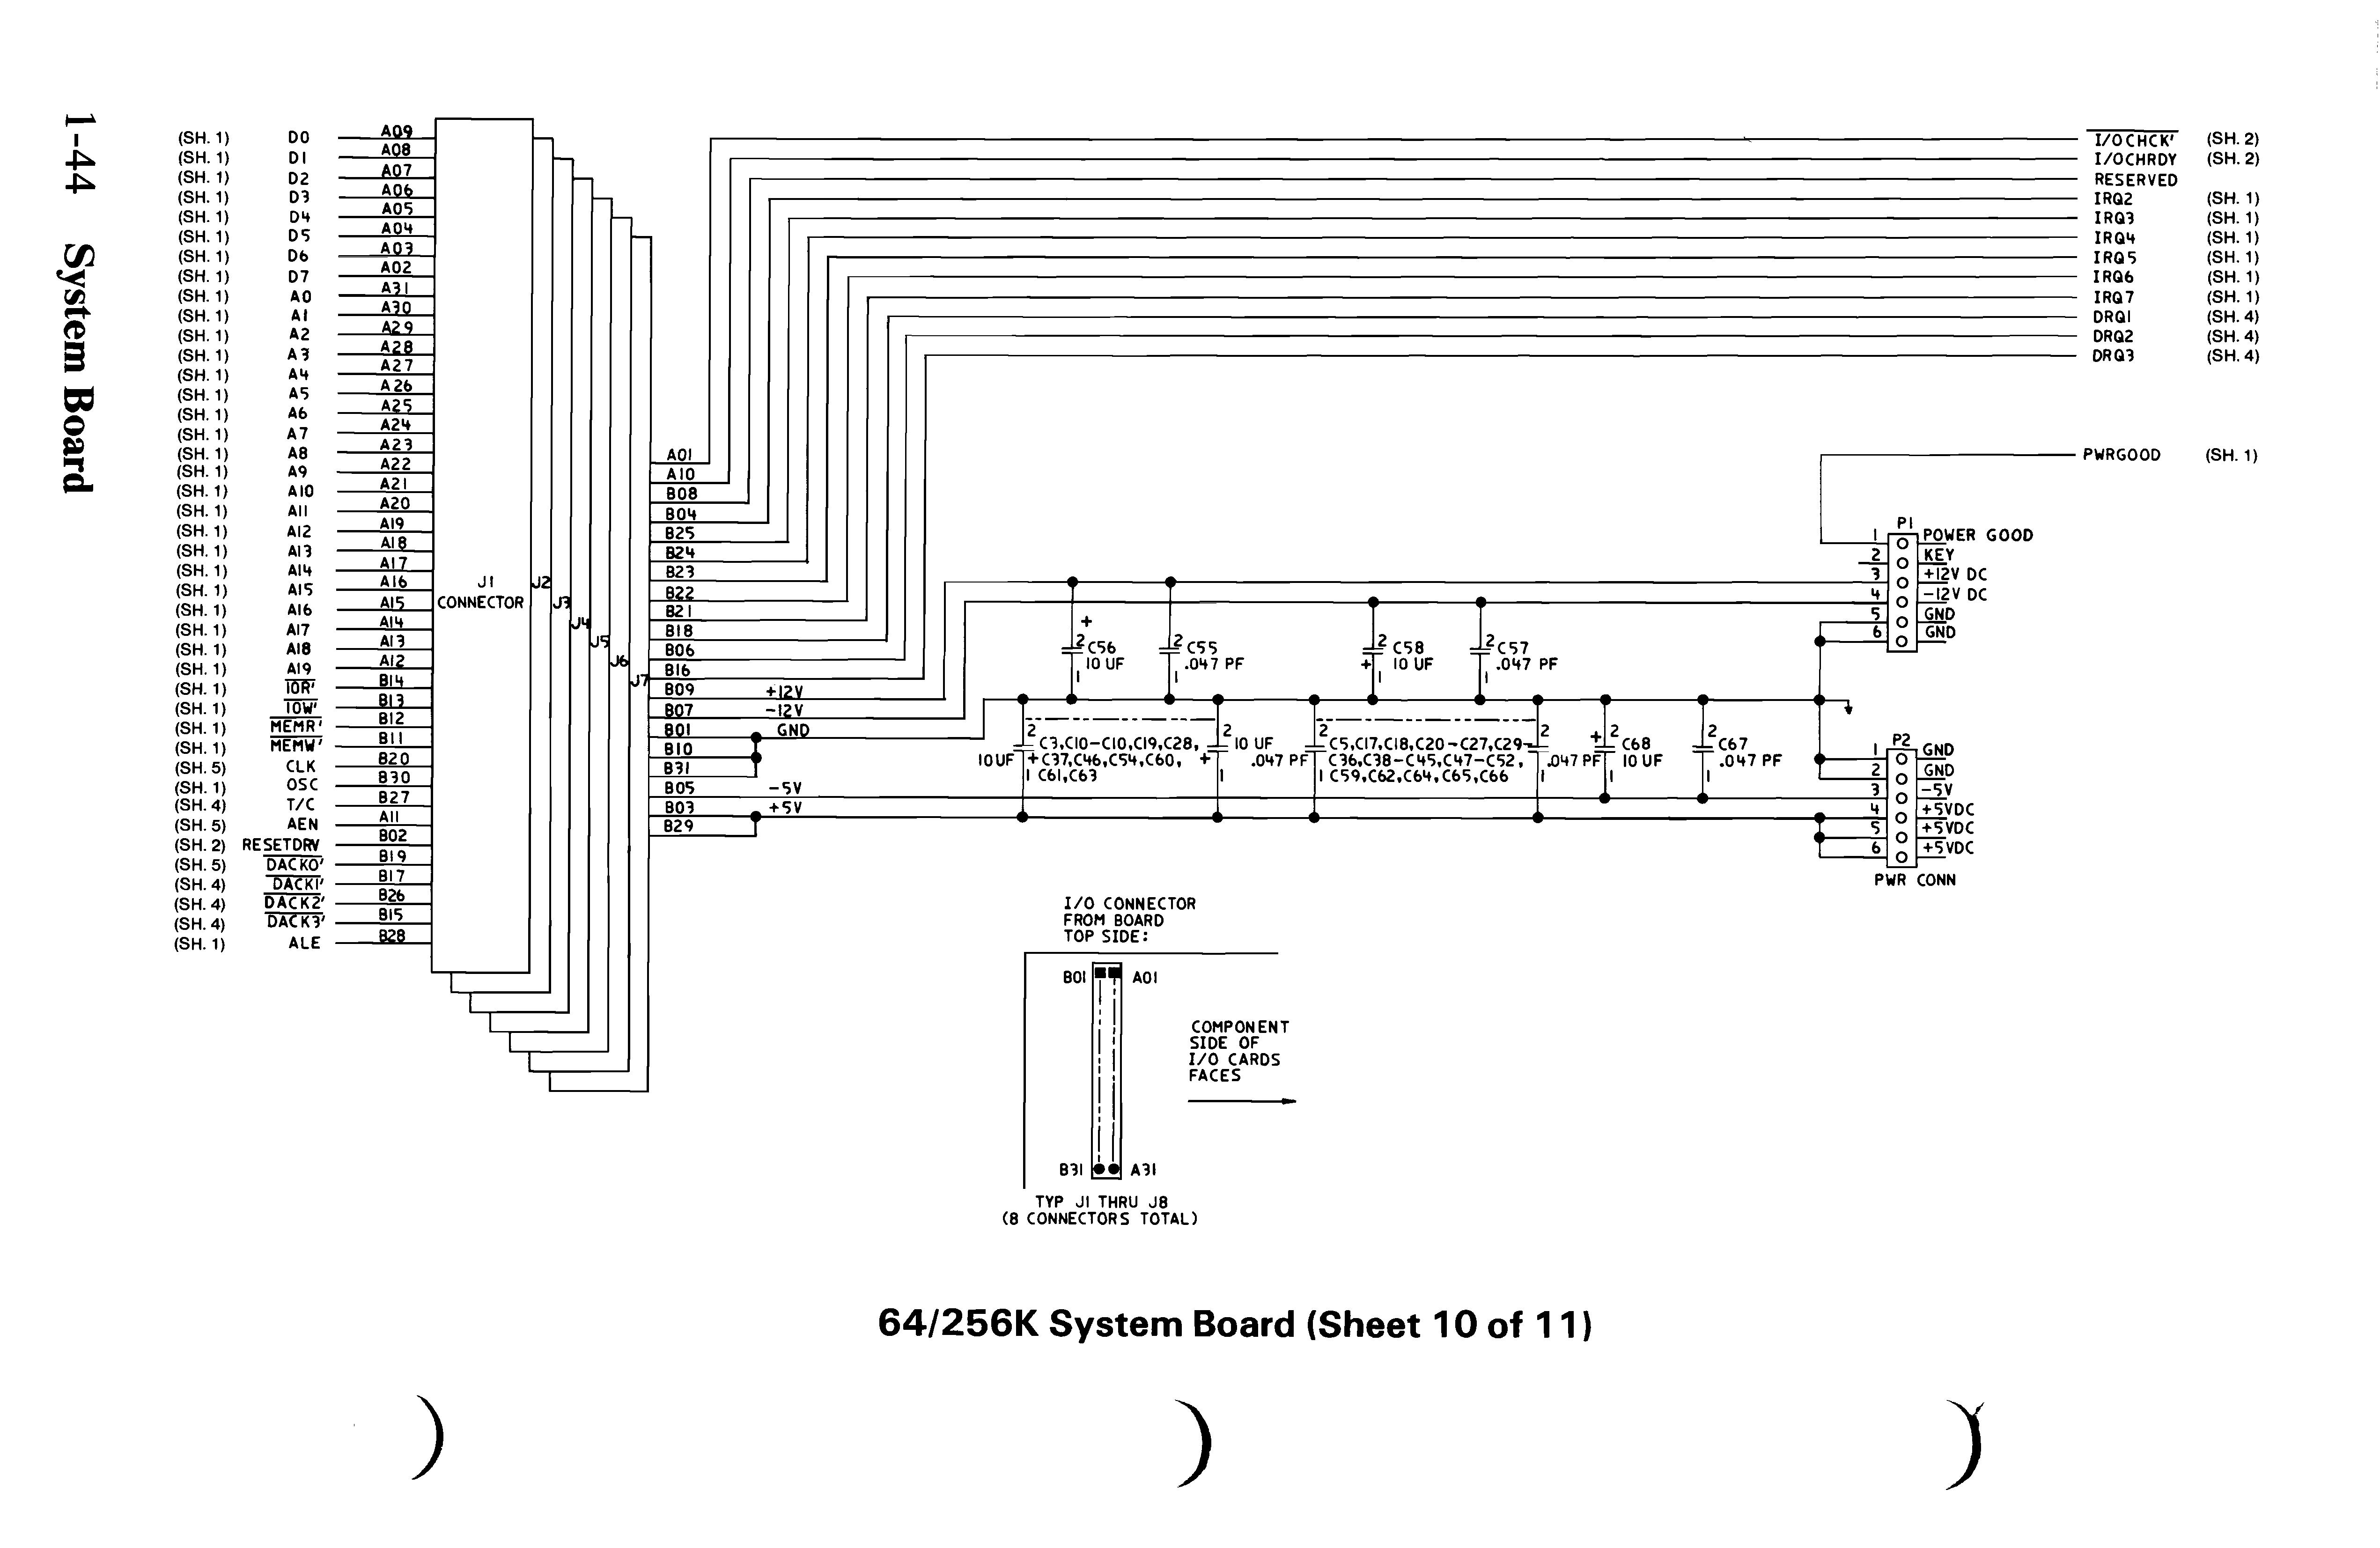 1-44 System Board
(SH. 1) D0 A09
(SH. 1) D1 A08
(SH. 1) D2 A07
(SH. 1) D3 A06
(SH. 1) D4 A05
(SH. 1) D5 A04
(SH. 1) D6 A03
(SH. 1) D7 A02
(SH. 1) A0 A31
(SH. 1) A1 A30
(SH. 1) A2 A29
(SH. 1) A3 A28
(SH. 1) A4 A27
(SH. 1) A5 A26
(SH. 1) A6 A25
(SH. 1) A7 A24
(SH. 1) A8 A23
(SH. 1) A9 A22
(SH. 1) A10 A21
(SH. 1) A11 A20
(SH. 1) A12 A19
(SH. 1) A13 A18
(SH. 1) A14 A17
(SH. 1) A15 A16
(SH. 1) A16 A15
(SH. 1) A17 A14
(SH. 1) A18 A13
(SH. 1) A19 A12
(SH. 1) IOR' B14
(SH. 1) IOW' B13
(SH. 1) MEMR' B12
(SH. 1) MEMW' B11
(SH. 5) CLK B20
(SH. 1) OSC B30
(SH. 4) T/C B27
(SH. 5) AEN A11
(SH. 2) RESETDRV B02
(SH. 5) DACK0' B19
(SH. 4) DACK1' B17
(SH. 4) DACK2' B26
(SH. 4) DACK3' B15
(SH. 1) ALE B28
J1
CONNECTOR
J2
J3
J4
J5
J6
J7
A01
A10
B08
B04
B25
B24
B23
B22
B21
B18
B06
B16
B09 +12V
B07 -12V
B01 GND
B10
B31
B05 -5V
B03 +5V
B29
I/OCHCK' (SH. 2)
I/OCHRDY (SH. 2)
RESERVED
IRQ2 (SH. 1)
IRQ3 (SH. 1)
IRQ4 (SH. 1)
IRQ5 (SH. 1)
IRQ6 (SH. 1)
IRQ7 (SH. 1)
DRQ1 (SH. 4)
DRQ2 (SH. 4)
DRQ3 (SH. 4)
PWRGOOD (SH. 1)
P1
1 POWER GOOD
2 KEY
3 +12V DC
4 -12V DC
5 GND
6 GND
+
2 C56
10 UF
1
2 C55
.047 PF
1
2 C58
+ 10 UF
1
2 C57
.047 PF
1
2
10UF
+
1
C3,C10-C10,C19,C28,
C37,C46,C54,C60,
C61,C63
2
10 UF
+
1
2
.047 PF
1
C5,C17,C18,C20-C27,C29-
C36,C38-C45,C47-C52,
C59,C62,C64,C65,C66
2
.047 PF
1
+ 2 C68
10 UF
1
2 C67
.047 PF
1
P2
1 GND
2 GND
3 -5V
4 +5VDC
5 +5VDC
6 +5VDC
PWR CONN
I/O CONNECTOR
FROM BOARD
TOP SIDE:
B01 A01
COMPONENT
SIDE OF
I/O CARDS
FACES
B31 A31
TYP J1 THRU J8
(8 CONNECTORS TOTAL)
64/256K System Board (Sheet 10 of 11)